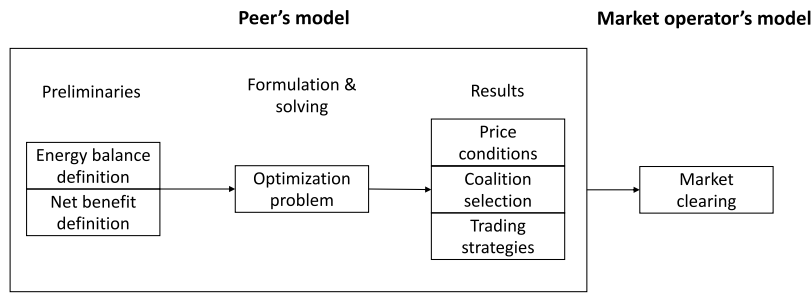 Peer’s model
Market operator’s model
Preliminaries
Formulation &
solving
Results
Energy balance
definition
Net benefit
definition
Optimization
problem
Price
conditions
Coalition
selection
Trading
strategies
Market
clearing